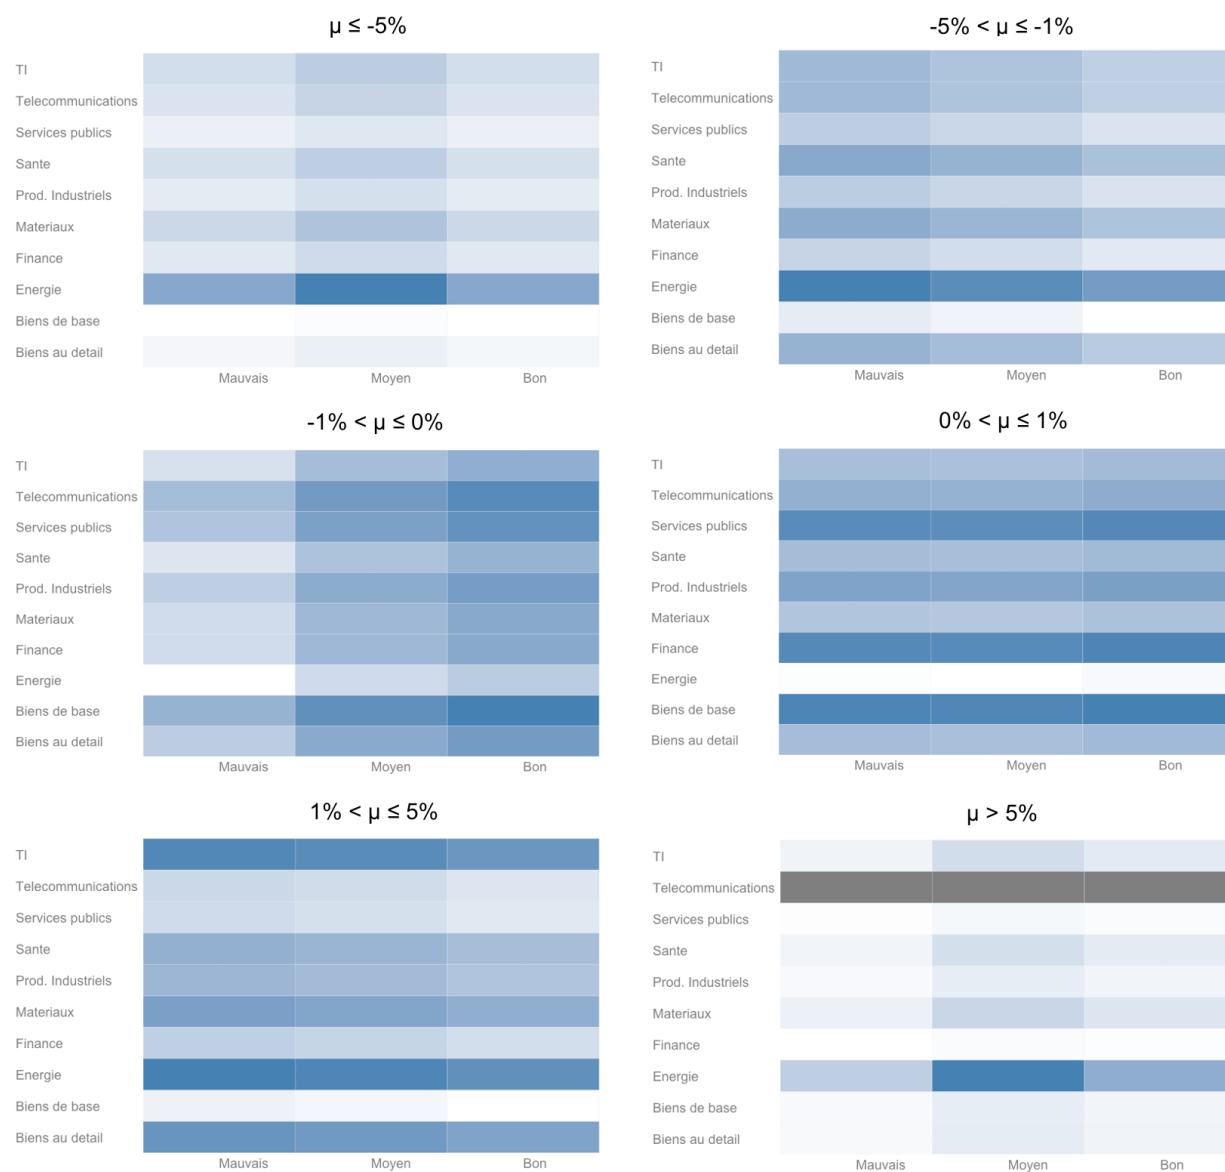 μ ≤ -5%
TI
Telecommunications
Services publics
Sante
Prod. Industriels
Materiaux
Finance
Energie
Biens de base
Biens au detail
Mauvais Moyen Bon
-5% < μ ≤ -1%
TI
Telecommunications
Services publics
Sante
Prod. Industriels
Materiaux
Finance
Energie
Biens de base
Biens au detail
Mauvais Moyen Bon
-1% < μ ≤ 0%
TI
Telecommunications
Services publics
Sante
Prod. Industriels
Materiaux
Finance
Energie
Biens de base
Biens au detail
Mauvais Moyen Bon
0% < μ ≤ 1%
TI
Telecommunications
Services publics
Sante
Prod. Industriels
Materiaux
Finance
Energie
Biens de base
Biens au detail
Mauvais Moyen Bon
1% < μ ≤ 5%
TI
Telecommunications
Services publics
Sante
Prod. Industriels
Materiaux
Finance
Energie
Biens de base
Biens au detail
Mauvais Moyen Bon
μ > 5%
TI
Telecommunications
Services publics
Sante
Prod. Industriels
Materiaux
Finance
Energie
Biens de base
Biens au detail
Mauvais Moyen Bon